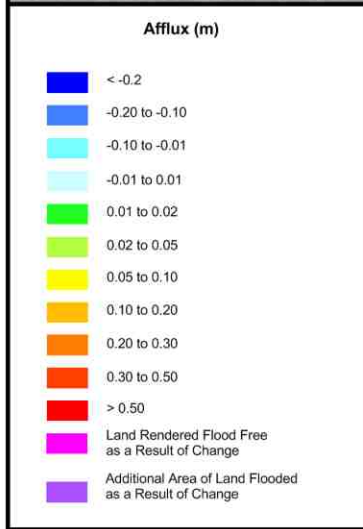 Afflux (m)
< -0.2
-0.20 to -0.10
-0.10 to -0.01
-0.01 to 0.01
0.01 to 0.02
0.02 to 0.05
0.05 to 0.10
0.10 to 0.20
0.20 to 0.30
0.30 to 0.50
> 0.50
Land Rendered Flood Free
as a Result of Change
Additional Area of Land Flooded
as a Result of Change